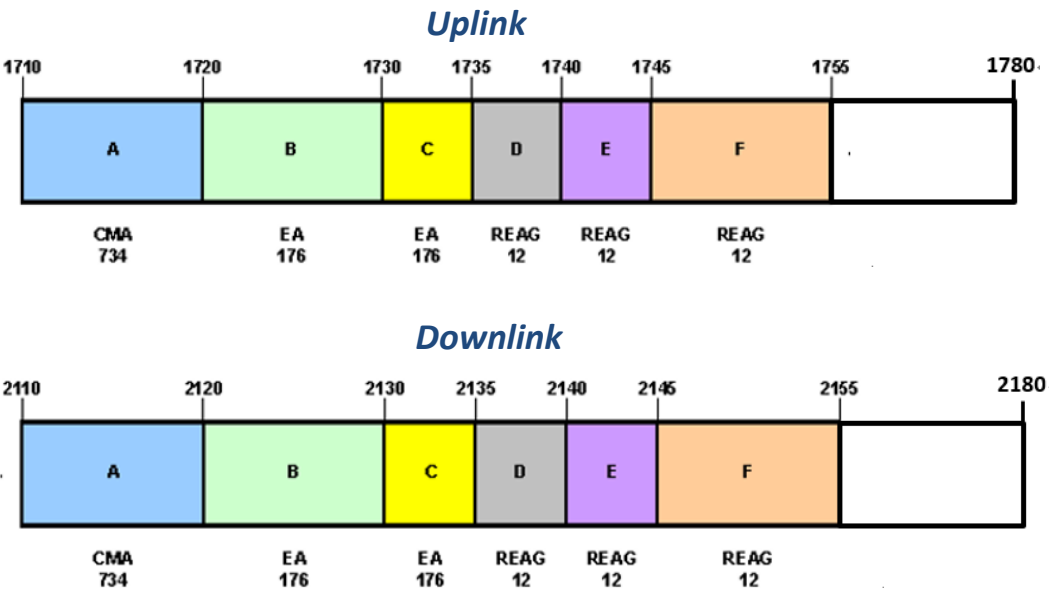 Uplink
1710 1720 1730 1735 1740 1745 1755 1780
A B C D E F
CMA EA EA REAG REAG REAG
734 176 176 12 12 12
Downlink
2110 2120 2130 2135 2140 2145 2155 2180
A B C D E F
CMA EA EA REAG REAG REAG
734 176 176 12 12 12